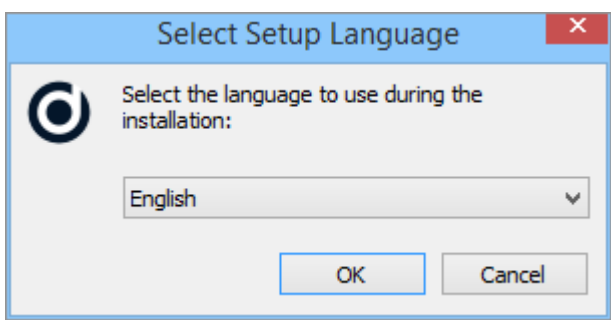 Select Setup Language
Select the language to use during the
installation:
English
OK
Cancel